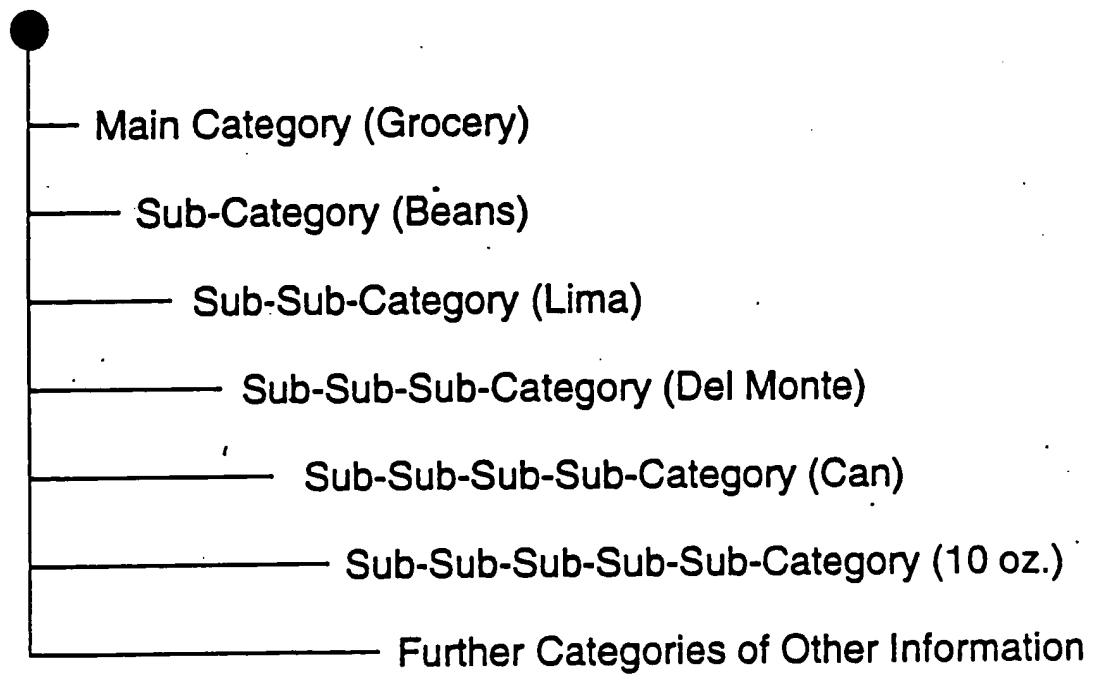 Main Category (Grocery)
Sub-Category (Beans)
Sub-Sub-Category (Lima)
Sub-Sub-Sub-Category (Del Monte)
Sub-Sub-Sub-Sub-Category (Can)
Sub-Sub-Sub-Sub-Sub-Category (10 oz.)
Further Categories of Other Information